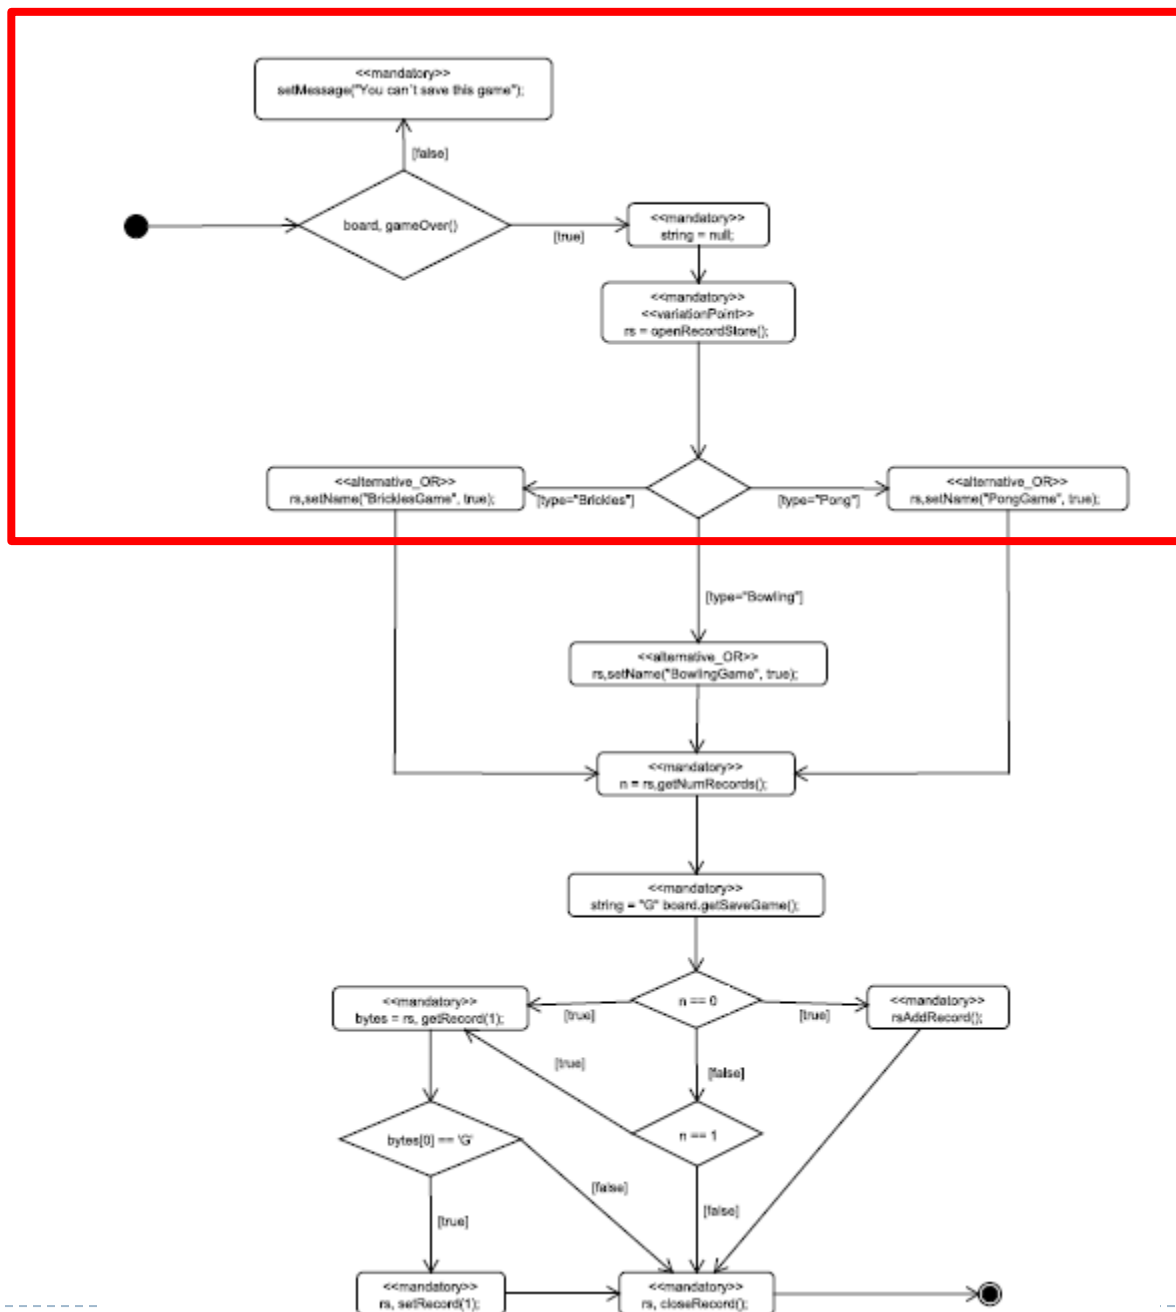 <<mandatory>>
setMessage("You can't save this game");
[false]
board, gameOver()
[true]
<<mandatory>>
string = null;
<<mandatory>>
<<variationPoint>>
rs = openRecordStore();
<<alternative_OR>>
rs,setName("BricklesGame", true);
[type="Brickles"]
[type="Pong"]
<<alternative_OR>>
rs,setName("PongGame", true);
[type="Bowling"]
<<alternative_OR>>
rs,setName("BowlingGame", true);
<<mandatory>>
n = rs,getNumRecords();
<<mandatory>>
string = "G" board.getSaveGame();
<<mandatory>>
bytes = rs, getRecord(1);
[true]
n == 0
[true]
<<mandatory>>
rsAddRecord();
[true]
[false]
bytes[0] == 'G'
n == 1
[false]
[true]
[false]
<<mandatory>>
rs, setRecord(1);
<<mandatory>>
rs, closeRecord();